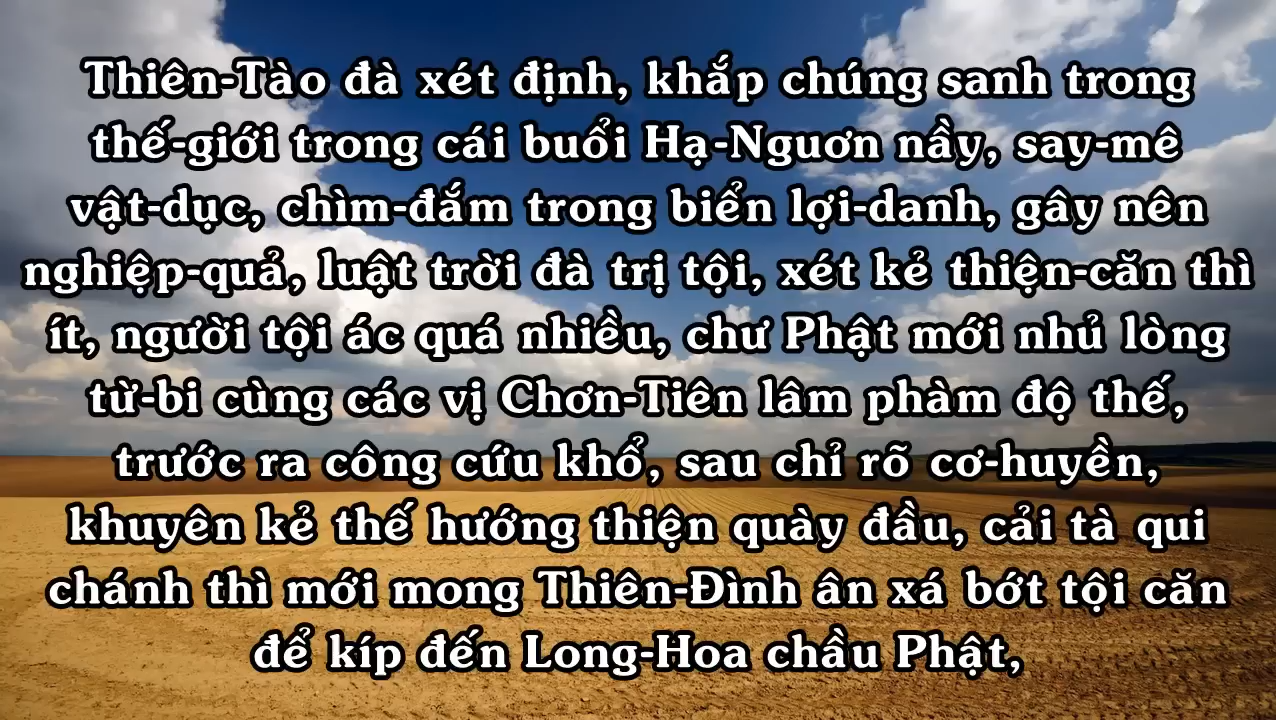 Thiên-Tào đà xét định, khắp chúng sanh trong
thế-giới trong cái buổi Hạ-Nguơn nầy, say-mê
vật-dục, chìm-đắm trong biển lợi-danh, gây nên
nghiệp-quả, luật trời đà trị tội, xét kẻ thiện-căn thì
ít, người tội ác quá nhiều, chư Phật mới nhủ lòng
từ-bi cùng các vị Chơn-Tiên lâm phàm độ thế,
trước ra công cứu khổ, sau chỉ rõ cơ-huyền,
khuyên kẻ thế hướng thiện quày đầu, cải tà qui
chánh thì mới mong Thiên-Đình ân xá bớt tội căn
để kíp đến Long-Hoa chầu Phật,